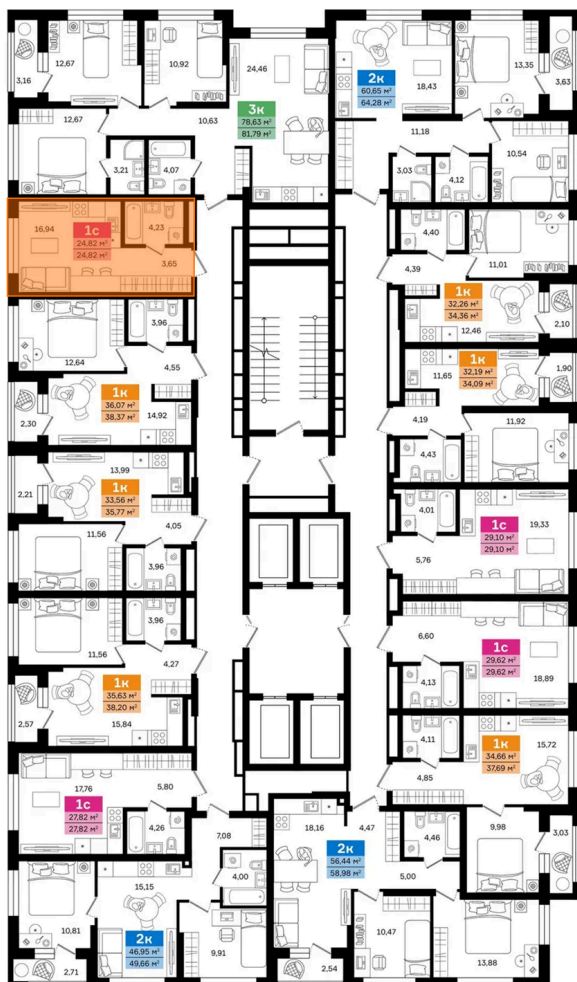 3,16
12,67
10,92
24,46
3к
78,63 м²
81,79 м²
12,67
10,63
3,21
4,07
2к
60,65 м²
64,28 м²
18,43
13,35
3,63
11,18
3,03
4,12
10,54
16,94
1с
24,82 м²
24,82 м²
4,23
3,65
4,40
11,01
4,39
1к
32,26 м²
34,36 м²
12,46
2,10
12,64
3,96
4,55
1к
36,07 м²
38,37 м²
14,92
2,30
11,65
1к
32,19 м²
34,09 м²
1,90
4,19
11,92
4,43
2,21
13,99
1к
33,56 м²
35,77 м²
4,05
11,56
3,96
4,01
1с
29,10 м²
29,10 м²
19,33
5,76
3,96
11,56
4,27
1к
35,63 м²
38,20 м²
2,57
15,84
6,60
1с
29,62 м²
29,62 м²
4,13
18,89
4,11
1к
34,66 м²
37,69 м²
15,72
4,85
17,76
5,80
1с
27,82 м²
27,82 м²
4,26
7,08
18,16
4,47
2к
56,44 м²
58,98 м²
4,46
9,98
3,03
5,00
15,15
4,00
10,81
2к
46,95 м²
49,66 м²
9,91
2,71
2,54
10,47
13,88